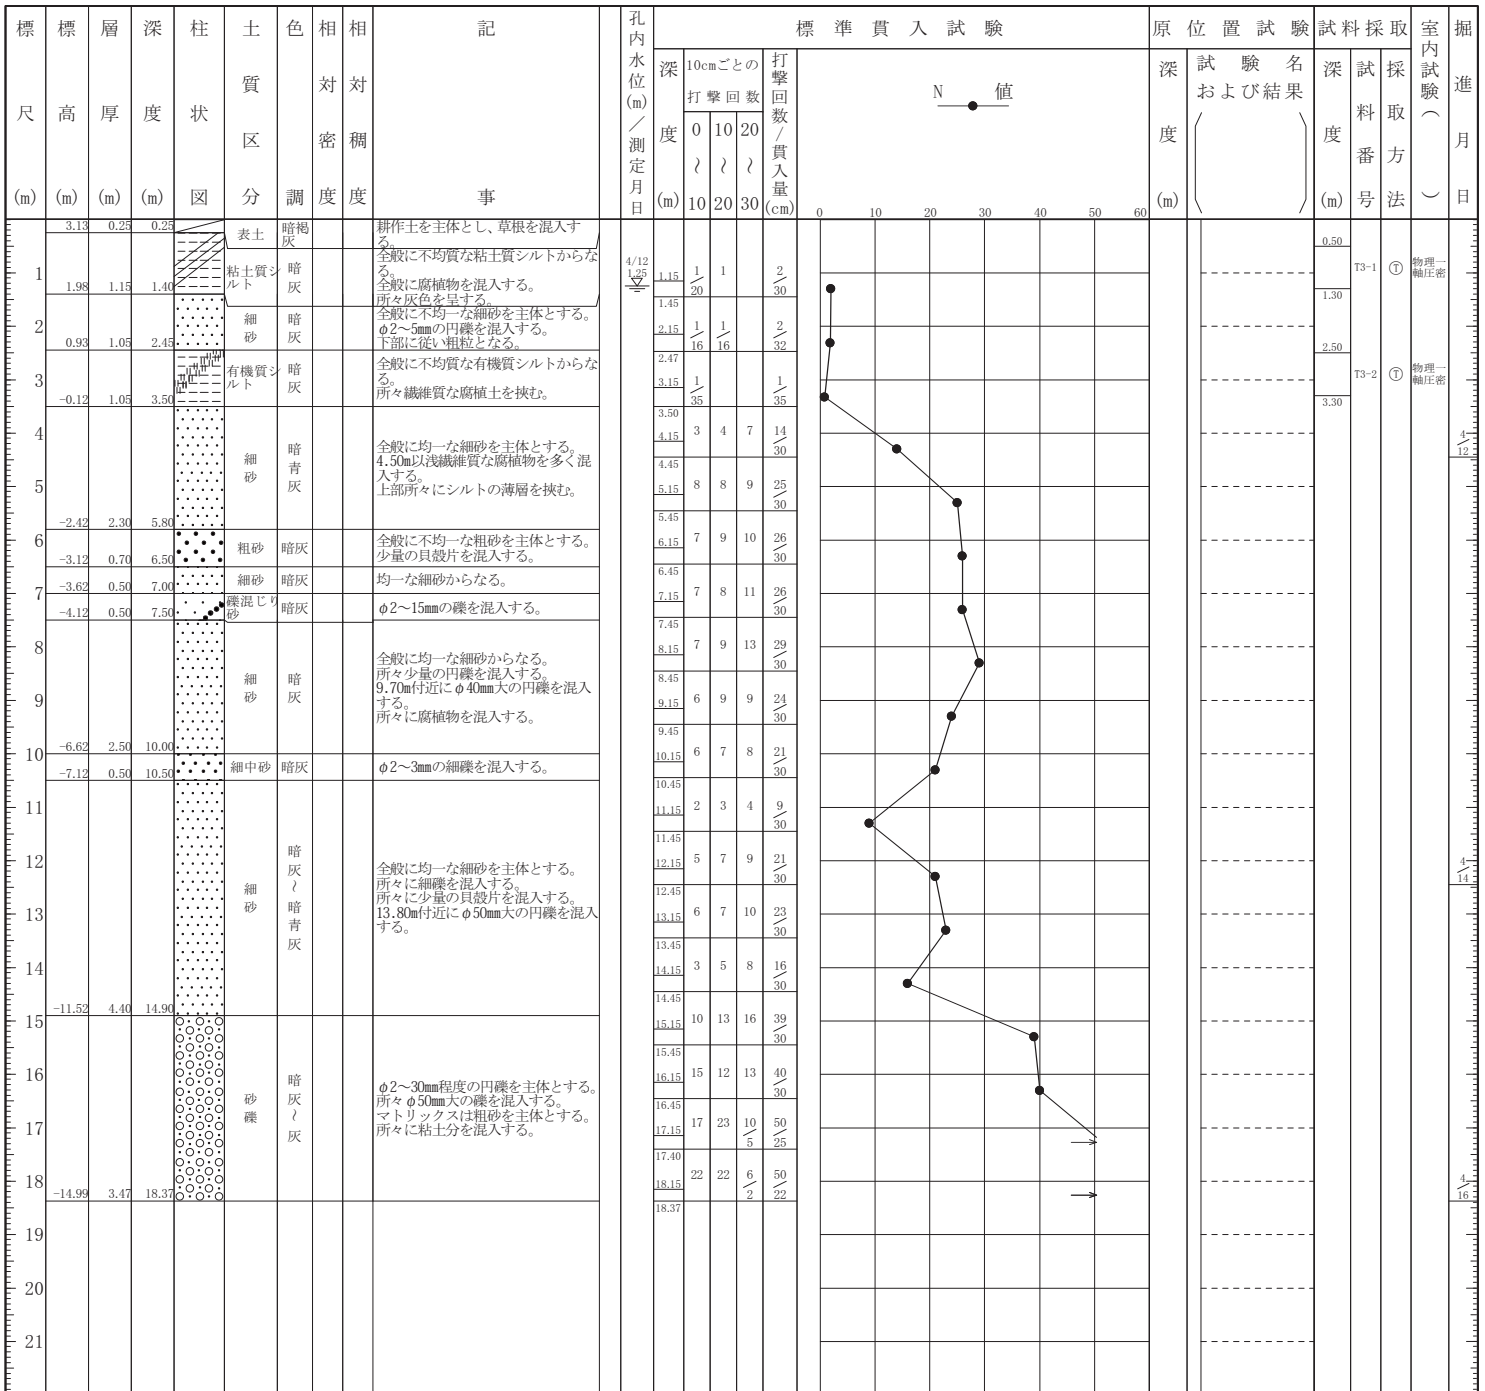 標尺(m) 標高(m) 層厚(m) 深度(m) 柱状図 土質区分 色調 相対密度 相対稠度 記事 孔内水位(m)／測定月日 標準貫入試験 原位置試験 試料採取 室内試験( ) 掘進月日
深度(m) 10cmごとの打撃回数 打撃回数/貫入量(cm) N 値 深度(m) 試験名および結果 深度(m) 試料番号 採取方法
0〜10 10〜20 20〜30
0 10 20 30 40 50 60
3.13 0.25 0.25 表土 暗褐灰
耕作土を主体とし、草根を混入す
る。
1.98 1.15 1.40 粘土質シルト 暗灰
全般に不均質な粘土質シルトからな
る。
全般に腐植物を混入する。
所々灰色を呈する。
0.93 1.05 2.45 細砂 暗灰
全般に不均一な細砂を主体とする。
φ2〜5mmの円礫を混入する。
下部に従い粗粒となる。
-0.12 1.05 3.50 有機質シルト 暗灰
全般に不均質な有機質シルトからな
る。
所々繊維質な腐植土を挟む。
-2.42 2.30 5.80 細砂 暗青灰
全般に均一な細砂を主体とする。
4.50m以浅繊維質な腐植物を多く混
入する。
上部所々にシルトの薄層を挟む。
-3.12 0.70 6.50 粗砂 暗灰
全般に不均一な粗砂を主体とする。
少量の貝殻片を混入する。
-3.62 0.50 7.00 細砂 暗灰
均一な細砂からなる。
-4.12 0.50 7.50 礫混じり砂 暗灰
φ2〜15mmの礫を混入する。
-6.62 2.50 10.00 細砂 暗灰
全般に均一な細砂からなる。
所々少量の円礫を混入する。
9.70m付近にφ40mm大の円礫を混入
する。
所々に腐植物を混入する。
-7.12 0.50 10.50 細中砂 暗灰
φ2〜3mmの細礫を混入する。
-11.52 4.40 14.90 細砂 暗灰〜暗青灰
全般に均一な細砂を主体とする。
所々に細礫を混入する。
所々に少量の貝殻片を混入する。
13.80m付近にφ50mm大の円礫を混入
する。
-14.99 3.47 18.37 砂礫 暗灰〜灰
φ2〜30mm程度の円礫を主体とする。
所々φ50mm大の礫を混入する。
マトリックスは粗砂を主体とする。
所々に粘土分を混入する。
1
2
3
4
5
6
7
8
9
10
11
12
13
14
15
16
17
18
19
20
21
4/12
1.25
1.15 1/20 1 2/30
1.45
2.15 1/16 1/16 2/32
2.47
3.15 1/35 1/35
3.50
4.15 3 4 7 14/30
4.45
5.15 8 8 9 25/30
5.45
6.15 7 9 10 26/30
6.45
7.15 7 8 11 26/30
7.45
8.15 7 9 13 29/30
8.45
9.15 6 9 9 24/30
9.45
10.15 6 7 8 21/30
10.45
11.15 2 3 4 9/30
11.45
12.15 5 7 9 21/30
12.45
13.15 6 7 10 23/30
13.45
14.15 3 5 8 16/30
14.45
15.15 10 13 16 39/30
15.45
16.15 15 12 13 40/30
16.45
17.15 17 23 10/5 50/25
17.40
18.15 22 22 6/2 50/22
18.37
0.50
T3-1 Ⓣ 物理一軸圧密
1.30
2.50
T3-2 Ⓣ 物理一軸圧密
3.30
4/12
4/14
4/16